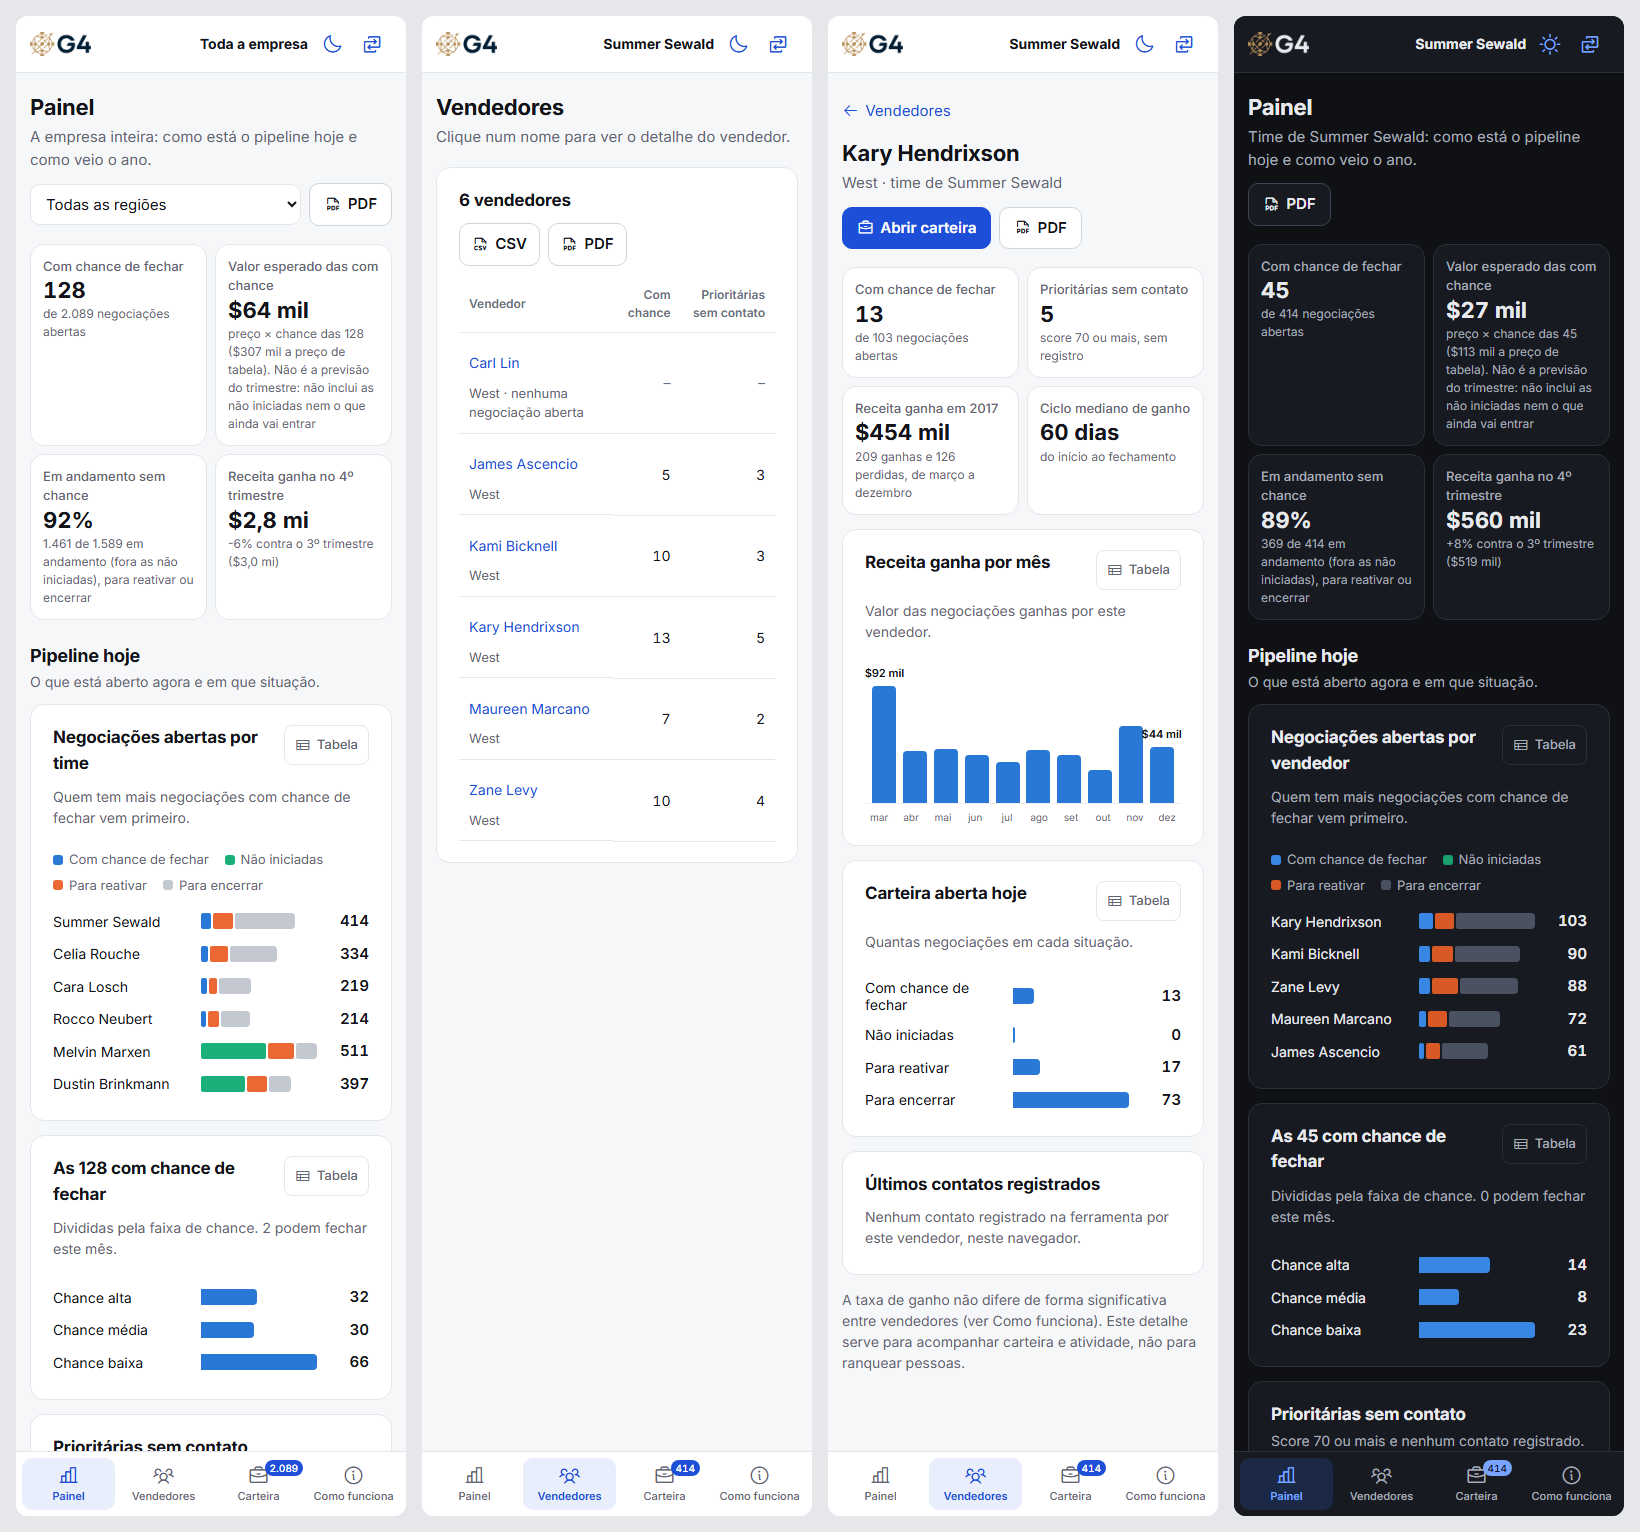 G4
Toda a empresa
Painel
A empresa inteira: como está o pipeline hoje e
como veio o ano.
Todas as regiões
PDF
Com chance de fechar
128
de 2.089 negociações
abertas
Valor esperado das com
chance
$64 mil
preço × chance das 128
($307 mil a preço de
tabela). Não é a previsão
do trimestre: não inclui as
não iniciadas nem o que
ainda vai entrar
Em andamento sem
chance
92%
1.461 de 1.589 em
andamento (fora as não
iniciadas), para reativar ou
encerrar
Receita ganha no 4º
trimestre
$2,8 mi
-6% contra o 3º trimestre
($3,0 mi)
Pipeline hoje
O que está aberto agora e em que situação.
Negociações abertas por
time
Tabela
Quem tem mais negociações com chance de
fechar vem primeiro.
Com chance de fechar
Não iniciadas
Para reativar
Para encerrar
Summer Sewald 414
Celia Rouche 334
Cara Losch 219
Rocco Neubert 214
Melvin Marxen 511
Dustin Brinkmann 397
As 128 com chance de
fechar
Tabela
Divididas pela faixa de chance. 2 podem fechar
este mês.
Chance alta 32
Chance média 30
Chance baixa 66
Prioritárias sem contato
2.089
Painel
Vendedores
Carteira
Como funciona
G4
Summer Sewald
Vendedores
Clique num nome para ver o detalhe do vendedor.
6 vendedores
CSV
PDF
Vendedor
Com
chance
Prioritárias
sem contato
Carl Lin
West · nenhuma
negociação aberta
– –
James Ascencio
West
5 3
Kami Bicknell
West
10 3
Kary Hendrixson
West
13 5
Maureen Marcano
West
7 2
Zane Levy
West
10 4
414
Painel
Vendedores
Carteira
Como funciona
G4
Summer Sewald
← Vendedores
Kary Hendrixson
West · time de Summer Sewald
Abrir carteira
PDF
Com chance de fechar
13
de 103 negociações
abertas
Prioritárias sem contato
5
score 70 ou mais, sem
registro
Receita ganha em 2017
$454 mil
209 ganhas e 126
perdidas, de março a
dezembro
Ciclo mediano de ganho
60 dias
do início ao fechamento
Receita ganha por mês
Tabela
Valor das negociações ganhas por este
vendedor.
$92 mil
$44 mil
mar abr mai jun jul ago set out nov dez
Carteira aberta hoje
Tabela
Quantas negociações em cada situação.
Com chance de
fechar
13
Não iniciadas 0
Para reativar 17
Para encerrar 73
Últimos contatos registrados
Nenhum contato registrado na ferramenta por
este vendedor, neste navegador.
A taxa de ganho não difere de forma significativa
entre vendedores (ver Como funciona). Este detalhe
serve para acompanhar carteira e atividade, não para
ranquear pessoas.
414
Painel
Vendedores
Carteira
Como funciona
G4
Summer Sewald
Painel
Time de Summer Sewald: como está o pipeline
hoje e como veio o ano.
PDF
Com chance de fechar
45
de 414 negociações
abertas
Valor esperado das com
chance
$27 mil
preço × chance das 45
($113 mil a preço de
tabela). Não é a previsão
do trimestre: não inclui as
não iniciadas nem o que
ainda vai entrar
Em andamento sem
chance
89%
369 de 414 em
andamento (fora as não
iniciadas), para reativar ou
encerrar
Receita ganha no 4º
trimestre
$560 mil
+8% contra o 3º trimestre
($519 mil)
Pipeline hoje
O que está aberto agora e em que situação.
Negociações abertas por
vendedor
Tabela
Quem tem mais negociações com chance de
fechar vem primeiro.
Com chance de fechar
Não iniciadas
Para reativar
Para encerrar
Kary Hendrixson 103
Kami Bicknell 90
Zane Levy 88
Maureen Marcano 72
James Ascencio 61
As 45 com chance de
fechar
Tabela
Divididas pela faixa de chance. 0 podem fechar
este mês.
Chance alta 14
Chance média 8
Chance baixa 23
Prioritárias sem contato
Score 70 ou mais e nenhum contato registrado.
414
Painel
Vendedores
Carteira
Como funciona